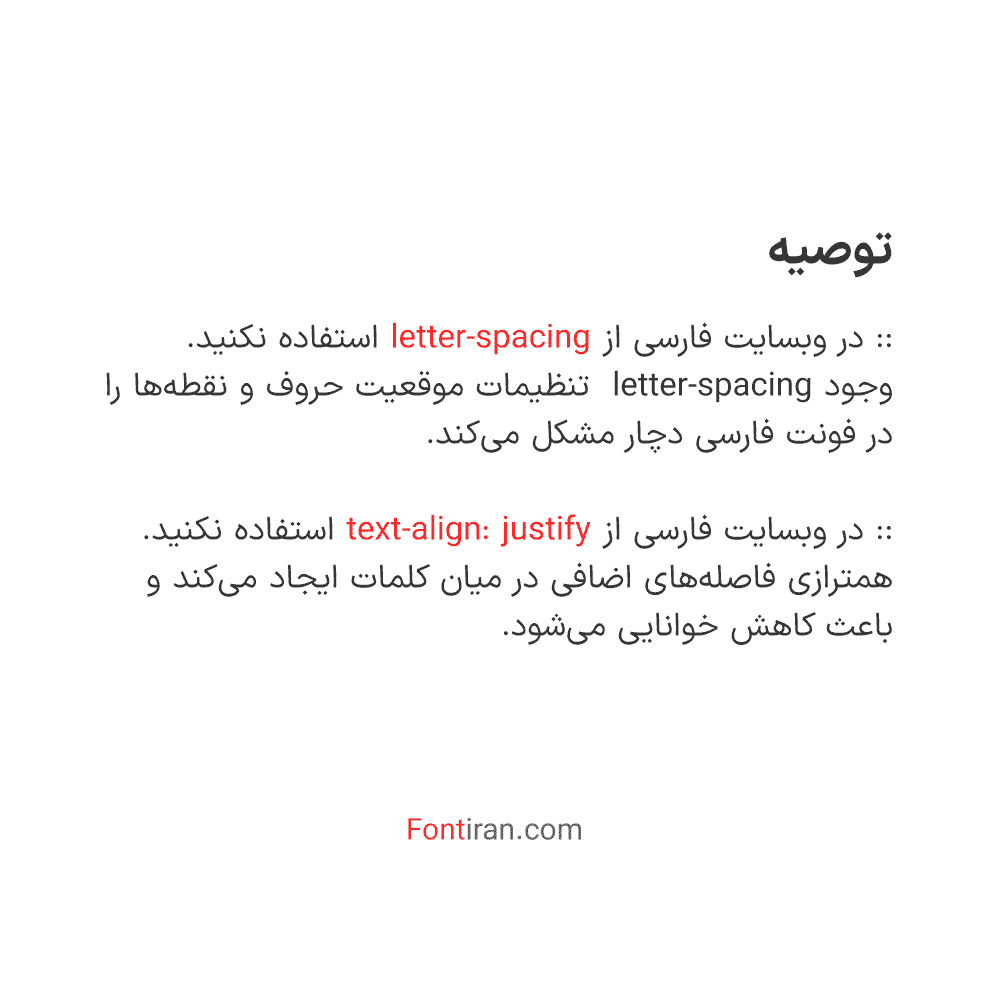 توصیه
:: در وبسایت فارسی از letter-spacing استفاده نکنید.
وجود letter-spacing تنظیمات موقعیت حروف و نقطه‌ها را
در فونت فارسی دچار مشکل می‌کند.
:: در وبسایت فارسی از text-align: justify استفاده نکنید.
همترازی فاصله‌های اضافی در میان کلمات ایجاد می‌کند و
باعث کاهش خوانایی می‌شود.
Fontiran.com